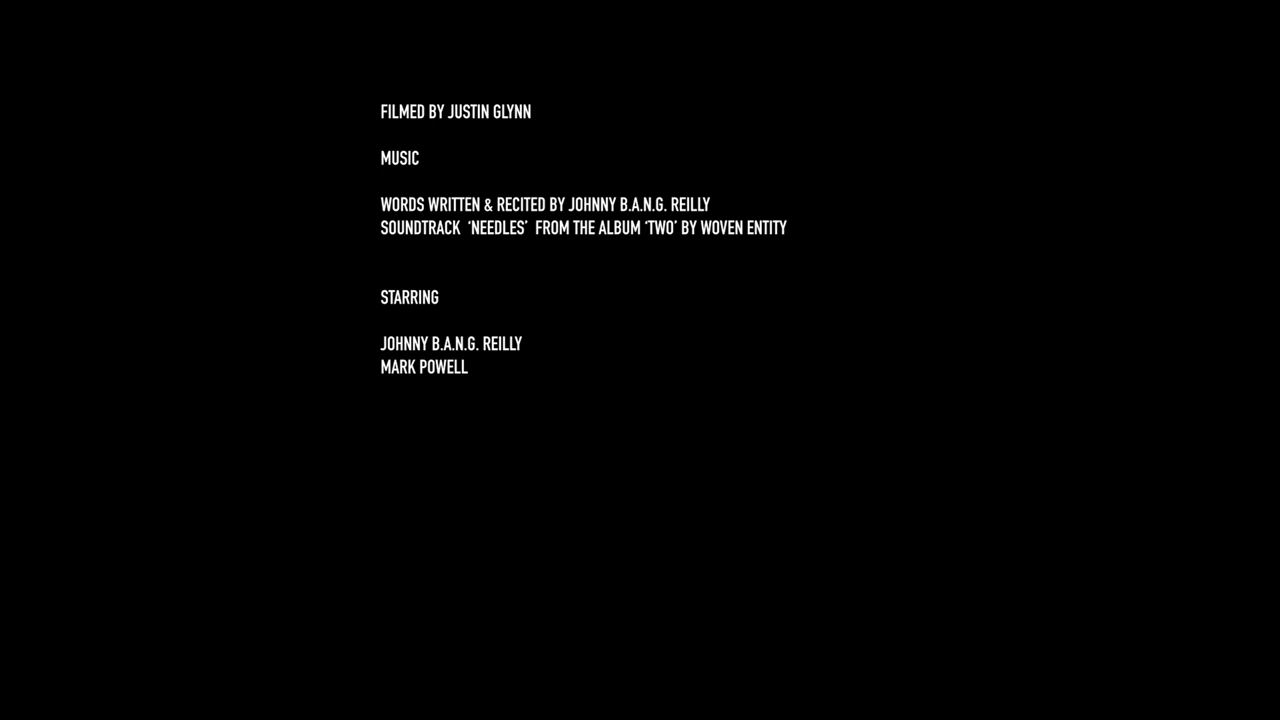 FILMED BY JUSTIN GLYNN
MUSIC
WORDS WRITTEN & RECITED BY JOHNNY B.A.N.G. REILLY
SOUNDTRACK ‘NEEDLES’ FROM THE ALBUM ‘TWO’ BY WOVEN ENTITY
STARRING
JOHNNY B.A.N.G. REILLY
MARK POWELL